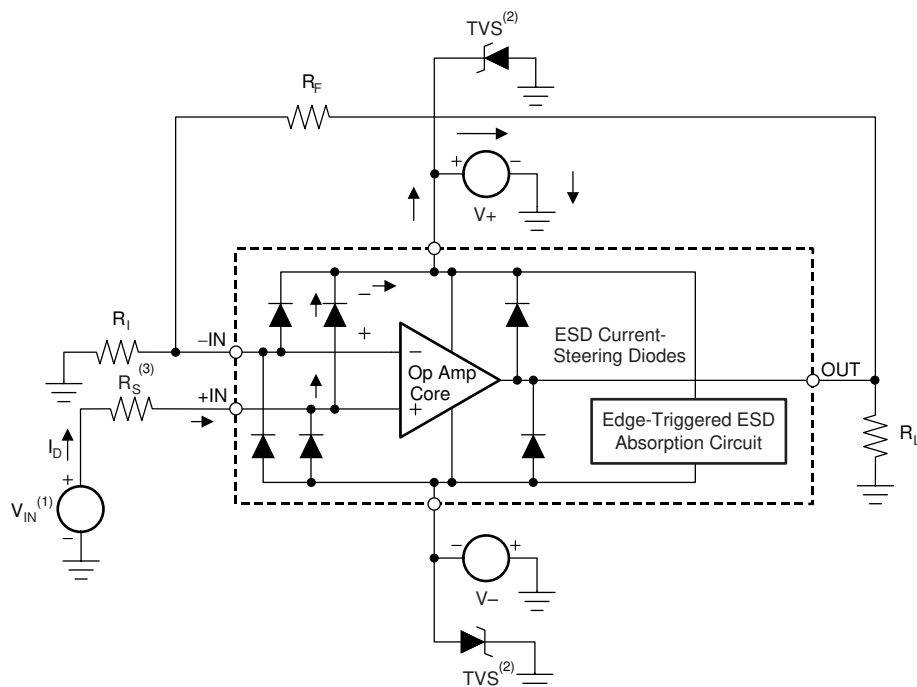 TVS(2)
RF
+ −
V+
RI
−IN
−
+
−
Op Amp
Core
+
ESD Current-
Steering Diodes
OUT
RS(3)
+IN
Edge-Triggered ESD
Absorption Circuit
RL
ID
+
VIN(1)
−
− +
V−
TVS(2)